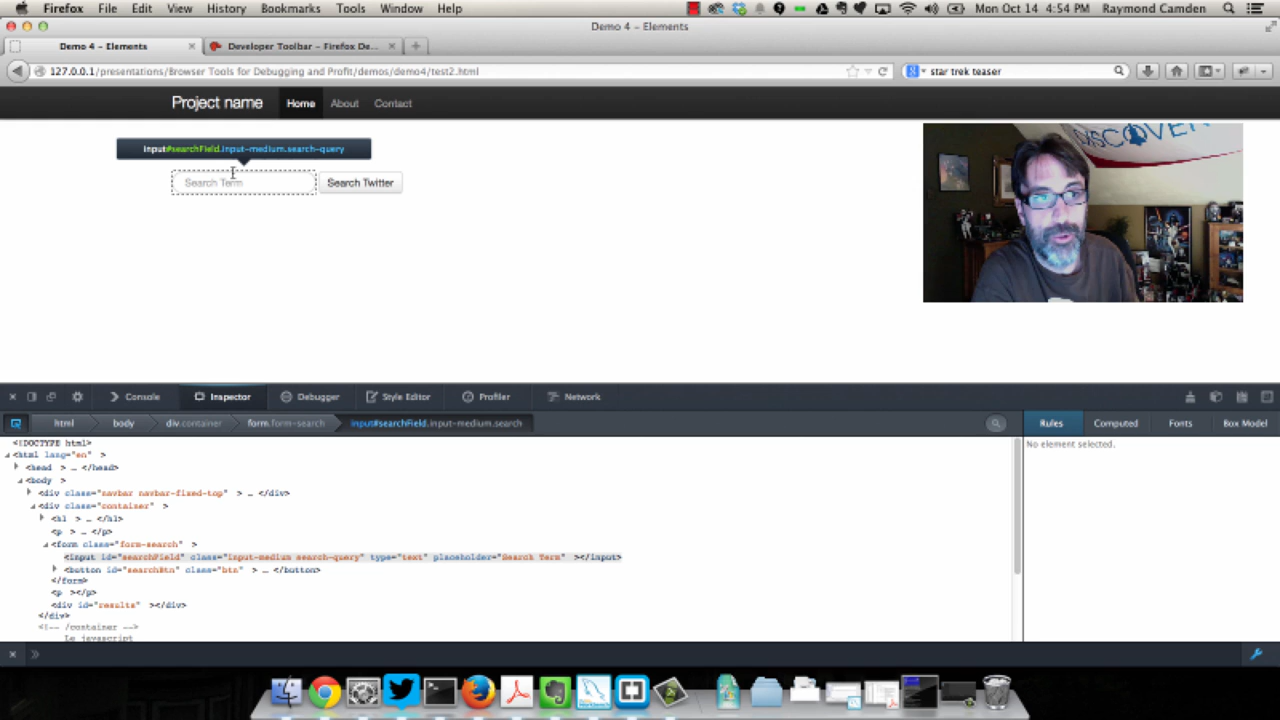 Firefox File Edit View History Bookmarks Tools Window Help Mon Oct 14 4:54 PM Raymond Camden
Demo 4 – Elements
Demo 4 – Elements Developer Toolbar – Firefox De...
127.0.0.1/presentations/Browser Tools for Debugging and Profit/demos/demo4/test2.html star trek teaser
Project name Home About Contact
DISCOVER
input#searchField.input-medium.search-query
Search Term Search Twitter
Console Inspector Debugger Style Editor Profiler Network
html body div.container form.form-search input#searchField.input-medium.search Rules Computed Fonts Box Model
<!DOCTYPE html>
No element selected.
<html lang="en" >
<head > … </head>
<body >
<div class="navbar navbar-fixed-top" > … </div>
<div class="container" >
<h1 > … </h1>
<p > … </p>
<form class="form-search" >
<input id="searchField" class="input-medium search-query" type="text" placeholder="Search Term" ></input>
<button id="searchBtn" class="btn" > … </button>
</form>
<p ></p>
<div id="results" ></div>
</div>
<!-- /container -->
Le javascript